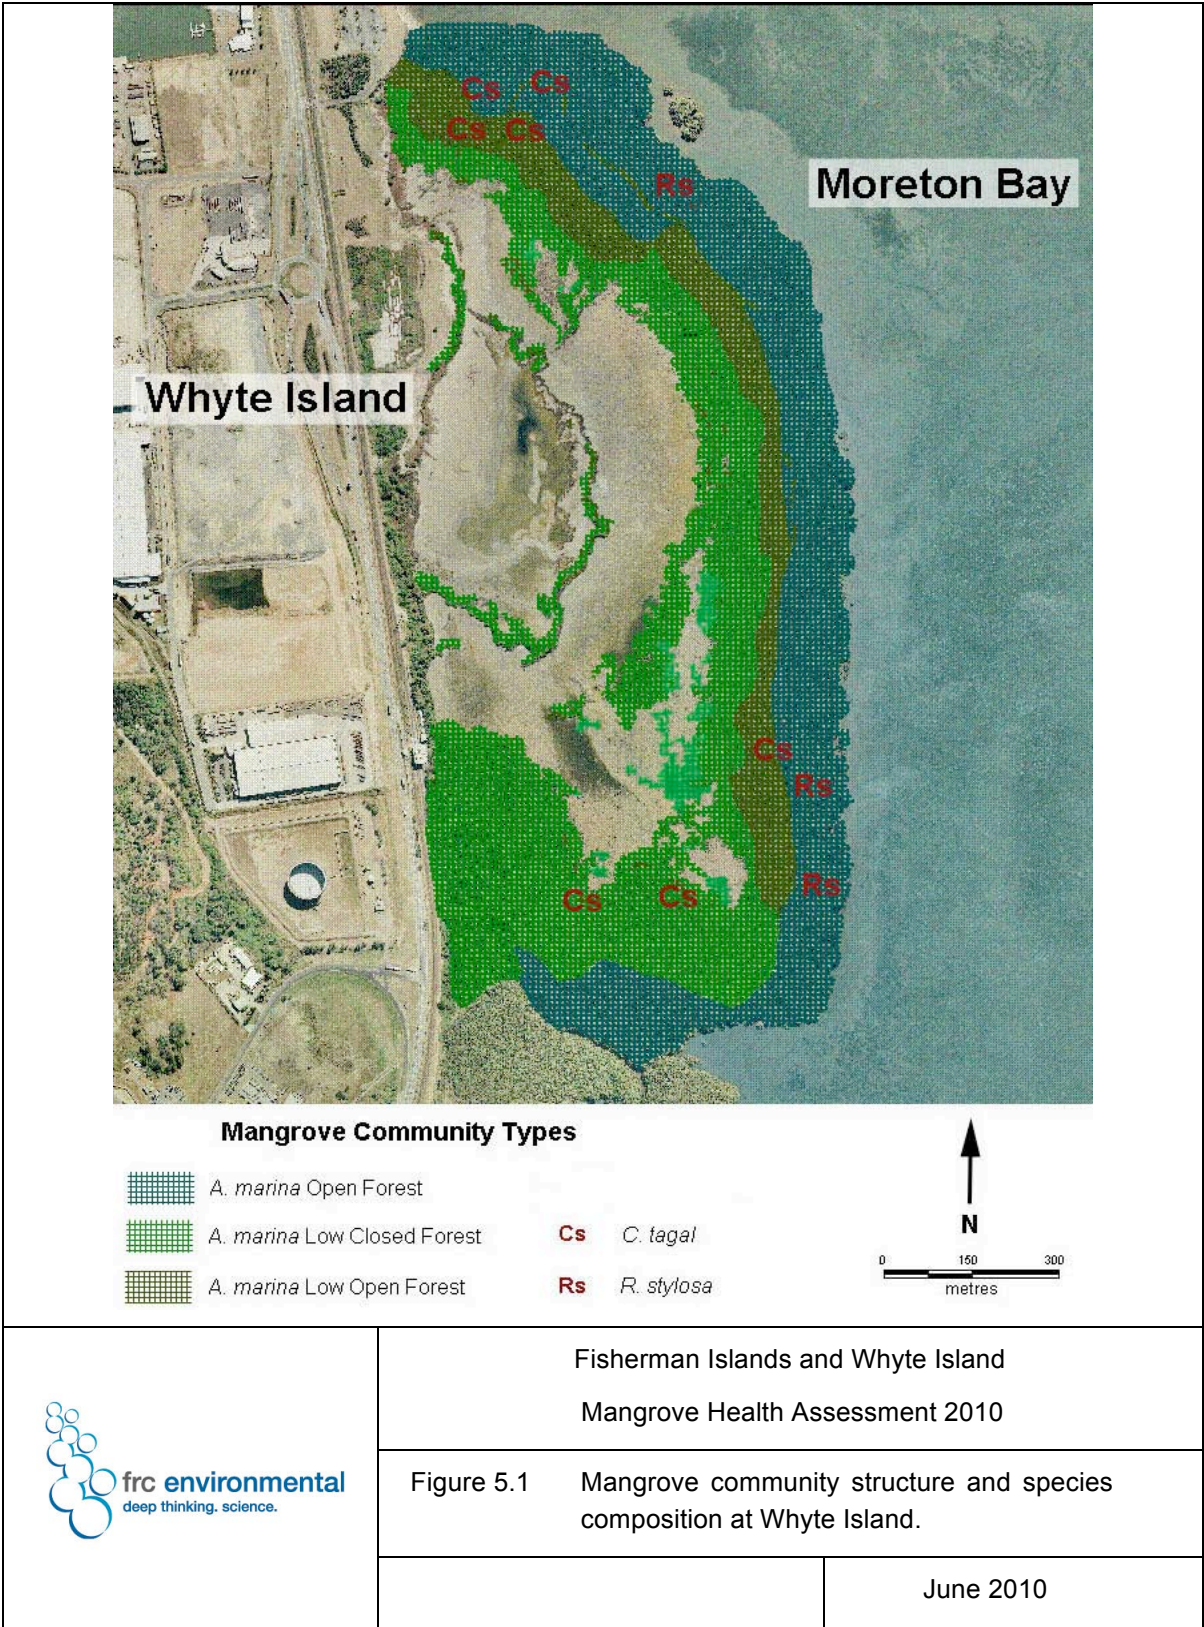 Cs
Cs
Cs
Cs
Rs
Moreton Bay
Whyte Island
Cs
Rs
Rs
Cs
Cs
Mangrove Community Types
A. marina Open Forest
A. marina Low Closed Forest
A. marina Low Open Forest
Cs C. tagal
Rs R. stylosa
N
0 150 300
metres
frc environmental
deep thinking. science.
Fisherman Islands and Whyte Island
Mangrove Health Assessment 2010
Figure 5.1 Mangrove community structure and species
composition at Whyte Island.
June 2010